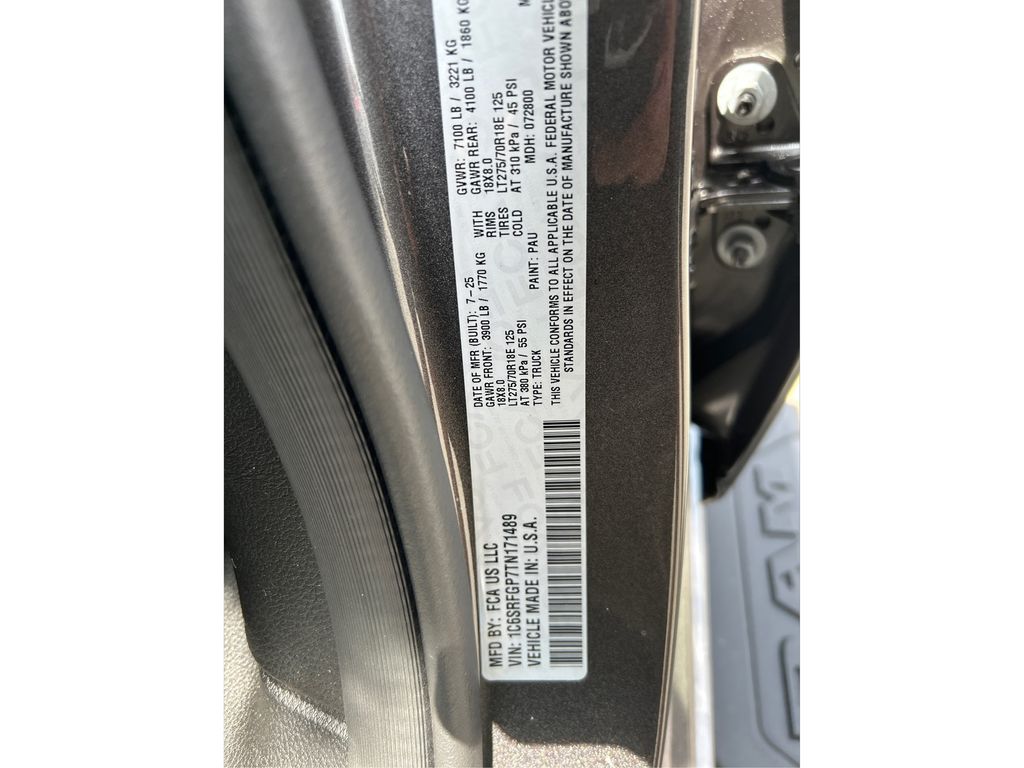 MFD BY: FCA US LLC
VIN: 1C6SRFGP7TN171489
VEHICLE MADE IN: U.S.A.
DATE OF MFR (BUILT): 7-25 GVWR: 7100 LB / 3221 KG
GAWR FRONT: 3900 LB / 1770 KG WITH GAWR REAR: 4100 LB / 1860 KG
18X8.0 RIMS 18X8.0
LT275/70R18E 125 TIRES LT275/70R18E 125
AT 380 kPa / 55 PSI COLD AT 310 kPa / 45 PSI
TYPE: TRUCK PAINT: PAU MDH: 072800
THIS VEHICLE CONFORMS TO ALL APPLICABLE U.S.A. FEDERAL MOTOR
STANDARDS IN EFFECT ON THE DATE OF MANUFACTURE SHOWN
RAM